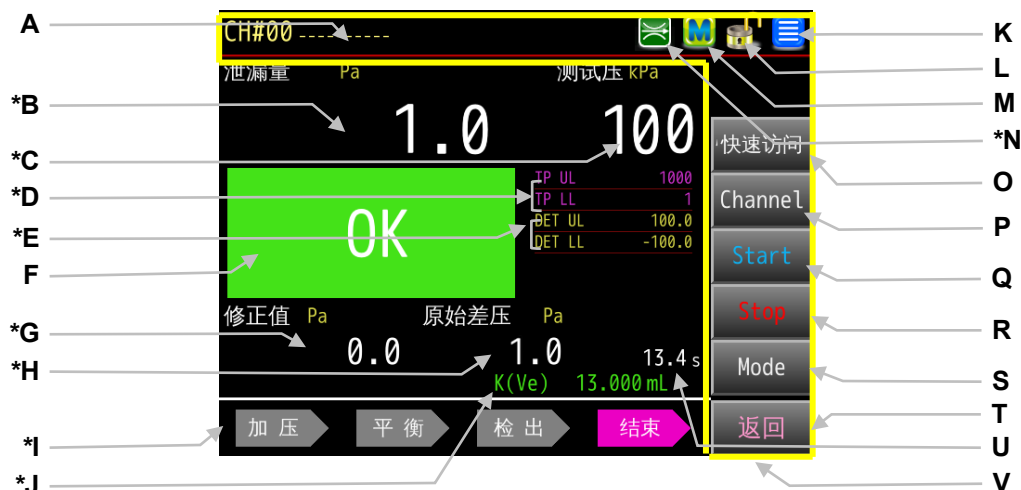 A
CH#00 ----------
K
L
泄漏量 Pa 测试压 kPa
M
*B
1.0 100
*N
快速访问
*C
TP UL 1000
O
*D
TP LL 1
Channel
DET UL 100.0
P
*E
OK
DET LL -100.0
Start
F
Q
修正值 Pa 原始差压 Pa
Stop
*G
R
0.0 1.0 13.4 s
Mode
*H
S
K(Ve) 13.000 mL
T
加 压 平 衡 检 出 结束
返回
*I
U
*J
V